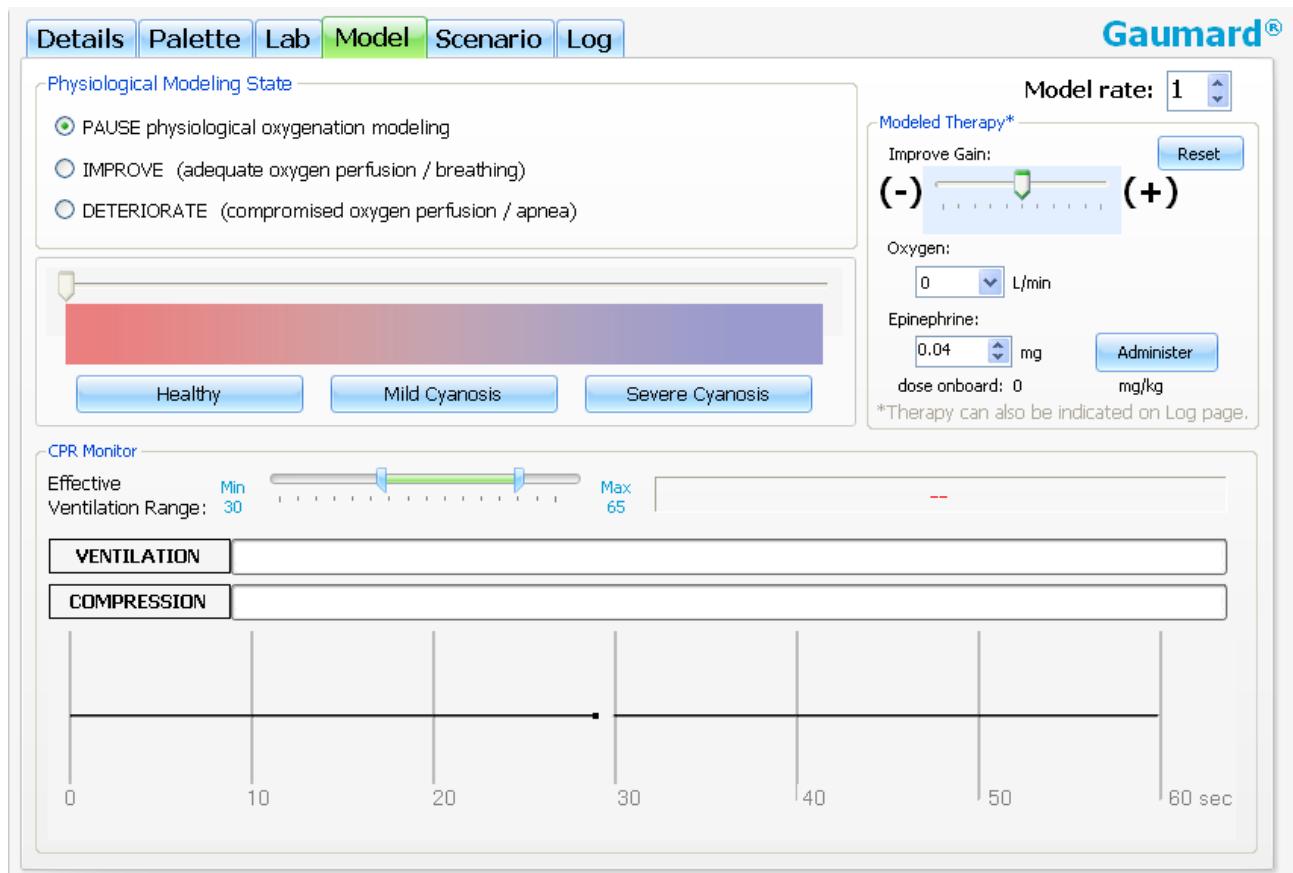 Details Palette Lab Model Scenario Log
Gaumard®
Physiological Modeling State
PAUSE physiological oxygenation modeling
IMPROVE (adequate oxygen perfusion / breathing)
DETERIORATE (compromised oxygen perfusion / apnea)
Model rate: 1
Modeled Therapy*
Improve Gain:
Reset
(-) (+)
Oxygen:
0 L/min
Epinephrine:
0.04 mg Administer
dose onboard: 0 mg/kg
*Therapy can also be indicated on Log page.
Healthy Mild Cyanosis Severe Cyanosis
CPR Monitor
Effective
Ventilation Range:
Min
30
Max
65
--
VENTILATION
COMPRESSION
0 10 20 30 40 50 60 sec